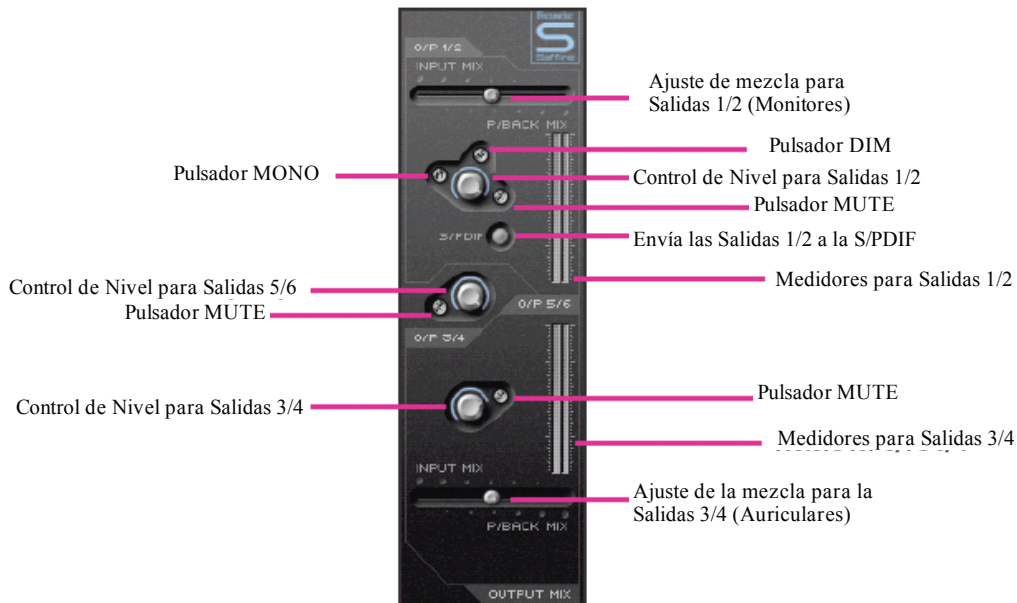 Focusrite
S
Saffire
O/P 1/2
INPUT MIX
Ajuste de mezcla para
Salidas 1/2 (Monitores)
P/BACK MIX
Pulsador DIM
Pulsador MONO
Control de Nivel para Salidas 1/2
Pulsador MUTE
S/PDIF
Envía las Salidas 1/2 a la S/PDIF
Medidores para Salidas 1/2
Control de Nivel para Salidas 5/6
O/P 5/6
Pulsador MUTE
O/P 3/4
Pulsador MUTE
Control de Nivel para Salidas 3/4
Medidores para Salidas 3/4
INPUT MIX
Ajuste de la mezcla para la
Salidas 3/4 (Auriculares)
P/BACK MIX
OUTPUT MIX